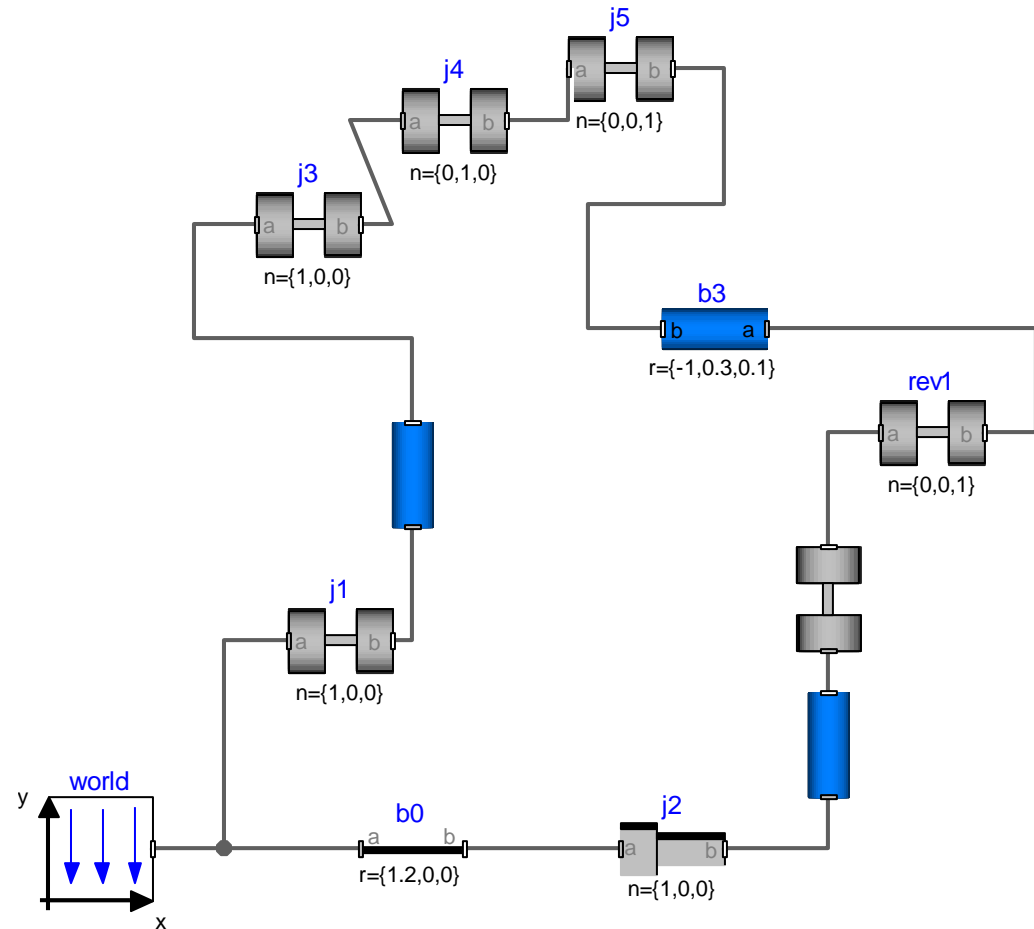 j5
a b
n={0,0,1}
j4
a b
n={0,1,0}
j3
a b
n={1,0,0}
b3
b a
r={-1,0.3,0.1}
rev1
a b
n={0,0,1}
j1
a b
n={1,0,0}
world
y
x
b0
a b
r={1.2,0,0}
j2
a b
n={1,0,0}